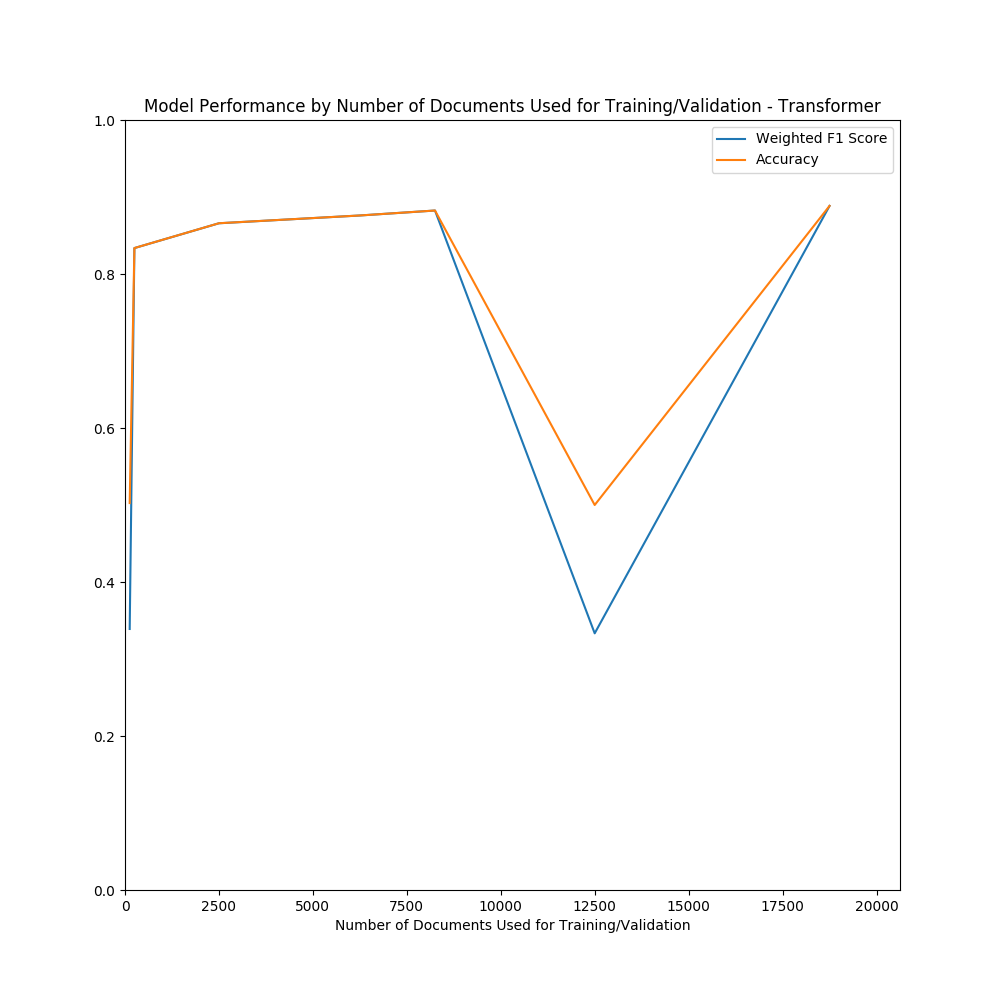 Model Performance by Number of Documents Used for Training/Validation - Transformer
Weighted F1 Score
Accuracy
1.0
0.8
0.6
0.4
0.2
0.0
0 2500 5000 7500 10000 12500 15000 17500 20000
Number of Documents Used for Training/Validation